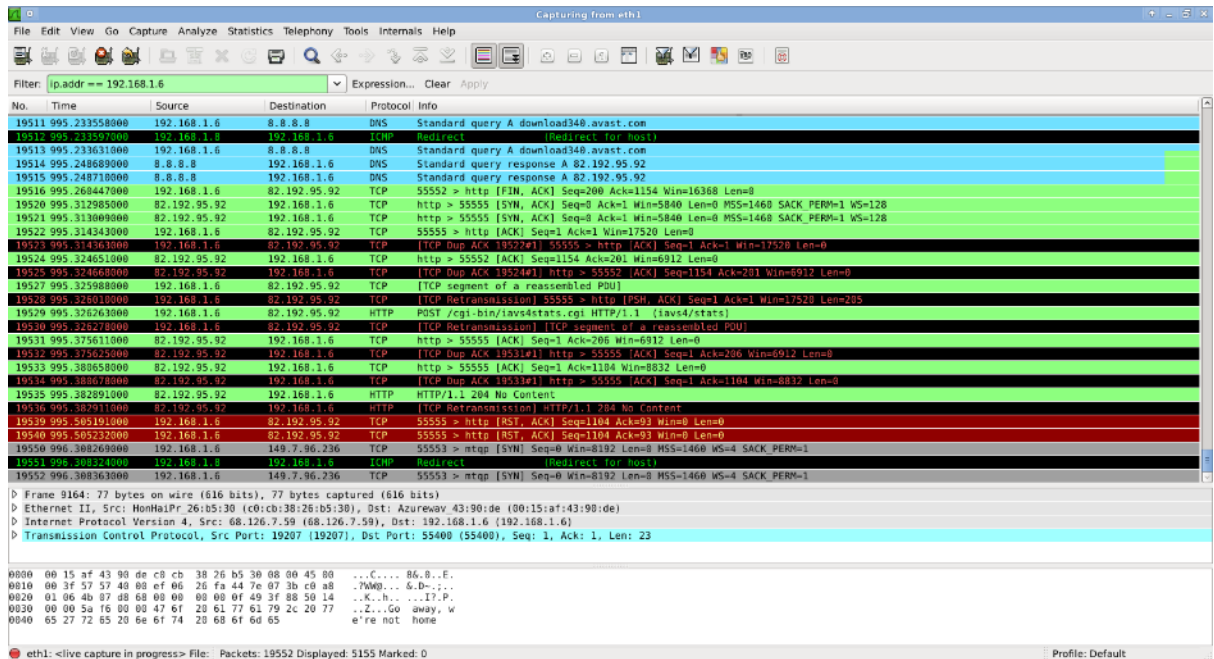 Capturing from eth1
File Edit View Go Capture Analyze Statistics Telephony Tools Internals Help
Filter: ip.addr == 192.168.1.6 Expression... Clear Apply
No. Time Source Destination Protocol Info
19511 995.233558000 192.168.1.6 8.8.8.8 DNS Standard query A download340.avast.com
19512 995.233597000 192.168.1.8 192.168.1.6 ICMP Redirect (Redirect for host)
19513 995.233631000 192.168.1.6 8.8.8.8 DNS Standard query A download340.avast.com
19514 995.248689000 8.8.8.8 192.168.1.6 DNS Standard query response A 82.192.95.92
19515 995.248718000 8.8.8.8 192.168.1.6 DNS Standard query response A 82.192.95.92
19516 995.260447000 192.168.1.6 82.192.95.92 TCP 55552 > http [FIN, ACK] Seq=200 Ack=1154 Win=16368 Len=0
19520 995.312985000 82.192.95.92 192.168.1.6 TCP http > 55555 [SYN, ACK] Seq=0 Ack=1 Win=5840 Len=0 MSS=1460 SACK_PERM=1 WS=128
19521 995.313009000 82.192.95.92 192.168.1.6 TCP http > 55555 [SYN, ACK] Seq=0 Ack=1 Win=5840 Len=0 MSS=1460 SACK_PERM=1 WS=128
19522 995.314343000 192.168.1.6 82.192.95.92 TCP 55555 > http [ACK] Seq=1 Ack=1 Win=17520 Len=0
19523 995.314363000 192.168.1.6 82.192.95.92 TCP [TCP Dup ACK 19522#1] 55555 > http [ACK] Seq=1 Ack=1 Win=17520 Len=0
19524 995.324651000 82.192.95.92 192.168.1.6 TCP http > 55552 [ACK] Seq=1154 Ack=201 Win=6912 Len=0
19525 995.324668000 82.192.95.92 192.168.1.6 TCP [TCP Dup ACK 19524#1] http > 55552 [ACK] Seq=1154 Ack=201 Win=6912 Len=0
19527 995.325988000 192.168.1.6 82.192.95.92 TCP [TCP segment of a reassembled PDU]
19528 995.326010000 192.168.1.6 82.192.95.92 TCP [TCP Retransmission] 55555 > http [PSH, ACK] Seq=1 Ack=1 Win=17520 Len=205
19529 995.326263000 192.168.1.6 82.192.95.92 HTTP POST /cgi-bin/iavs4stats.cgi HTTP/1.1 (iavs4/stats)
19530 995.326278000 192.168.1.6 82.192.95.92 TCP [TCP Retransmission] [TCP segment of a reassembled PDU]
19531 995.375611000 82.192.95.92 192.168.1.6 TCP http > 55555 [ACK] Seq=1 Ack=206 Win=6912 Len=0
19532 995.375625000 82.192.95.92 192.168.1.6 TCP [TCP Dup ACK 19531#1] http > 55555 [ACK] Seq=1 Ack=206 Win=6912 Len=0
19533 995.380658000 82.192.95.92 192.168.1.6 TCP http > 55555 [ACK] Seq=1 Ack=1104 Win=8832 Len=0
19534 995.380678000 82.192.95.92 192.168.1.6 TCP [TCP Dup ACK 19533#1] http > 55555 [ACK] Seq=1 Ack=1104 Win=8832 Len=0
19535 995.382891000 82.192.95.92 192.168.1.6 HTTP HTTP/1.1 204 No Content
19536 995.382911000 82.192.95.92 192.168.1.6 HTTP [TCP Retransmission] HTTP/1.1 204 No Content
19539 995.505191000 192.168.1.6 82.192.95.92 TCP 55555 > http [RST, ACK] Seq=1104 Ack=93 Win=0 Len=0
19540 995.505232000 192.168.1.6 82.192.95.92 TCP 55555 > http [RST, ACK] Seq=1104 Ack=93 Win=0 Len=0
19550 996.308269000 192.168.1.6 149.7.96.236 TCP 55553 > mtqp [SYN] Seq=0 Win=8192 Len=0 MSS=1460 WS=4 SACK_PERM=1
19551 996.308324000 192.168.1.8 192.168.1.6 ICMP Redirect (Redirect for host)
19552 996.308363000 192.168.1.6 149.7.96.236 TCP 55553 > mtqp [SYN] Seq=0 Win=8192 Len=0 MSS=1460 WS=4 SACK_PERM=1
Frame 9164: 77 bytes on wire (616 bits), 77 bytes captured (616 bits)
Ethernet II, Src: HonHaiPr_26:b5:30 (c0:cb:38:26:b5:30), Dst: Azurewav_43:90:de (00:15:af:43:90:de)
Internet Protocol Version 4, Src: 68.126.7.59 (68.126.7.59), Dst: 192.168.1.6 (192.168.1.6)
Transmission Control Protocol, Src Port: 19207 (19207), Dst Port: 55400 (55400), Seq: 1, Ack: 1, Len: 23
0000 00 15 af 43 90 de c0 cb 38 26 b5 30 08 00 45 80 ...C.... 8&.0..E.
0010 00 3f 57 57 40 00 ef 06 26 fa 44 7e 07 3b c0 a8 .?WW@... &.D~.;..
0020 01 06 4b 07 d8 68 00 00 00 00 0f 49 3f 88 50 14 ..K..h.. ...I?.P.
0030 00 00 5a f6 00 00 47 6f 20 61 77 61 79 2c 20 77 ..Z...Go away, w
0040 65 27 72 65 20 6e 6f 74 20 68 6f 6d 65 e're not home
eth1: <live capture in progress> File: Packets: 19552 Displayed: 5155 Marked: 0 Profile: Default